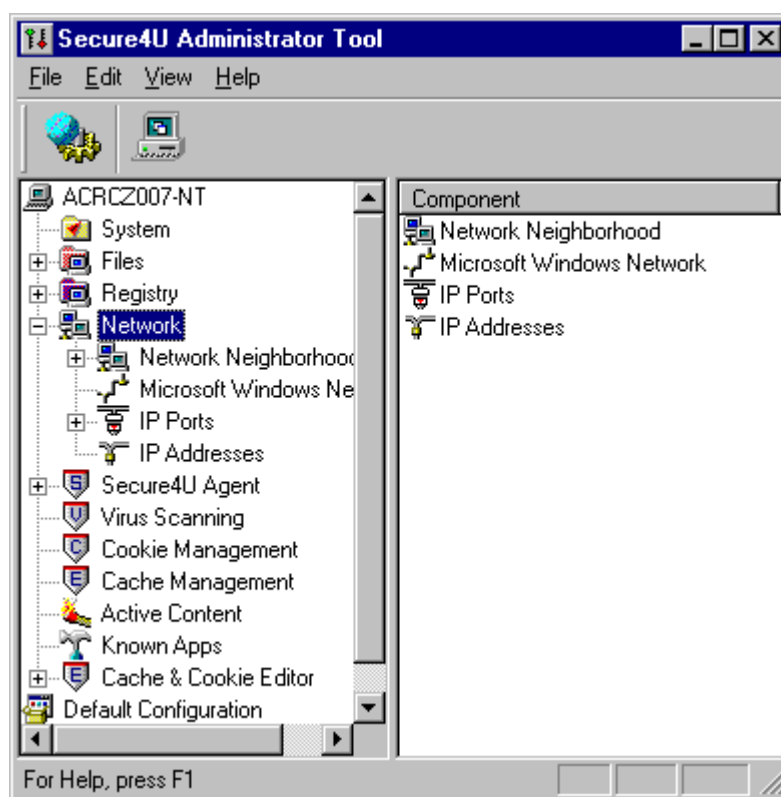 Secure4U Administrator Tool
File Edit View Help
ACRCZ007-NT
System
Files
Registry
Network
Network Neighborhood
Microsoft Windows Ne
IP Ports
IP Addresses
Secure4U Agent
Virus Scanning
Cookie Management
Cache Management
Active Content
Known Apps
Cache & Cookie Editor
Default Configuration
Component
Network Neighborhood
Microsoft Windows Network
IP Ports
IP Addresses
For Help, press F1